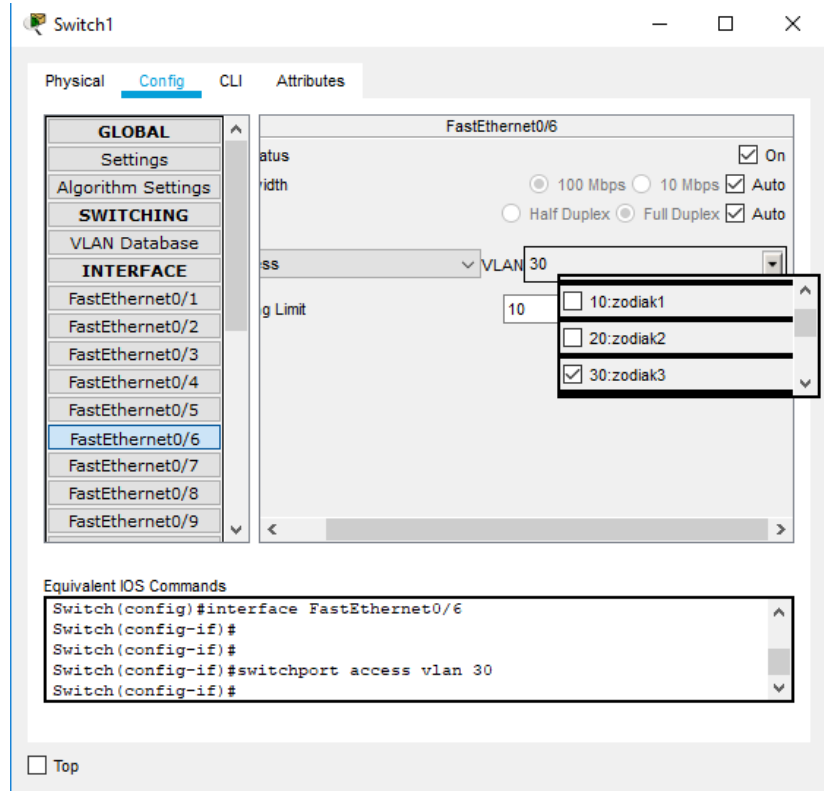 Switch1
Physical Config CLI Attributes
GLOBAL
Settings
Algorithm Settings
SWITCHING
VLAN Database
INTERFACE
FastEthernet0/1
FastEthernet0/2
FastEthernet0/3
FastEthernet0/4
FastEthernet0/5
FastEthernet0/6
FastEthernet0/7
FastEthernet0/8
FastEthernet0/9
FastEthernet0/6
atus On
idth 100 Mbps 10 Mbps Auto
Half Duplex Full Duplex Auto
ss VLAN 30
g Limit 10
10:zodiak1
20:zodiak2
30:zodiak3
Equivalent IOS Commands
Switch(config)#interface FastEthernet0/6
Switch(config-if)#
Switch(config-if)#
Switch(config-if)#switchport access vlan 30
Switch(config-if)#
Top